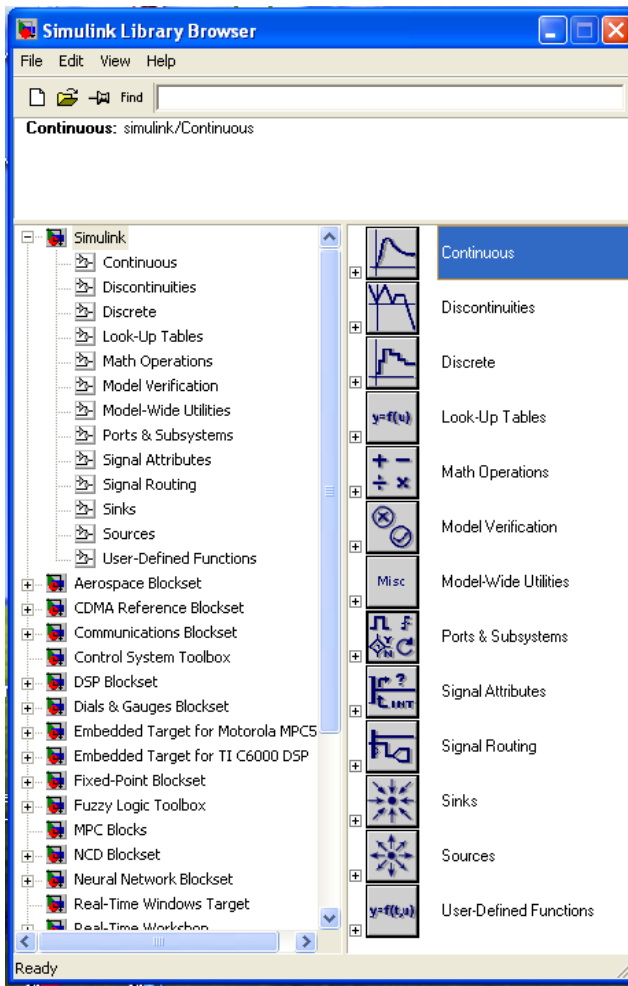 Simulink Library Browser
File Edit View Help
Find
Continuous: simulink/Continuous
Simulink
Continuous
Discontinuities
Discrete
Look-Up Tables
Math Operations
Model Verification
Model-Wide Utilities
Ports & Subsystems
Signal Attributes
Signal Routing
Sinks
Sources
User-Defined Functions
Aerospace Blockset
CDMA Reference Blockset
Communications Blockset
Control System Toolbox
DSP Blockset
Dials & Gauges Blockset
Embedded Target for Motorola MPC5
Embedded Target for TI C6000 DSP
Fixed-Point Blockset
Fuzzy Logic Toolbox
MPC Blocks
NCD Blockset
Neural Network Blockset
Real-Time Windows Target
Real-Time Workshop
Continuous
Discontinuities
Discrete
y=f(u) Look-Up Tables
+ - ÷ × Math Operations
Model Verification
Misc Model-Wide Utilities
Y N Ports & Subsystems
? t INT Signal Attributes
Signal Routing
Sinks
Sources
y=f(t,u) User-Defined Functions
Ready